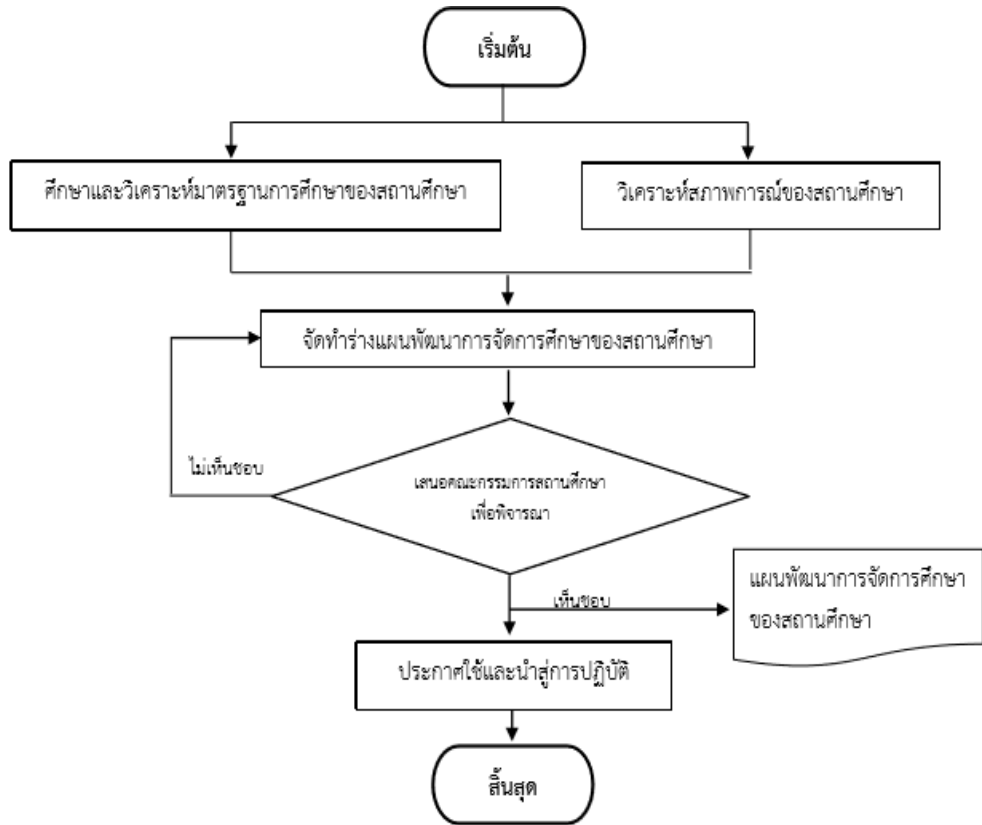 เริ่มต้น
ศึกษาและวิเคราะห์มาตรฐานการศึกษาของสถานศึกษา
วิเคราะห์สภาพการณ์ของสถานศึกษา
จัดทำร่างแผนพัฒนาการจัดการศึกษาของสถานศึกษา
ไม่เห็นชอบ
เสนอคณะกรรมการสถานศึกษา
เพื่อพิจารณา
เห็นชอบ
แผนพัฒนาการจัดการศึกษา
ของสถานศึกษา
ประกาศใช้และนำสู่การปฏิบัติ
สิ้นสุด